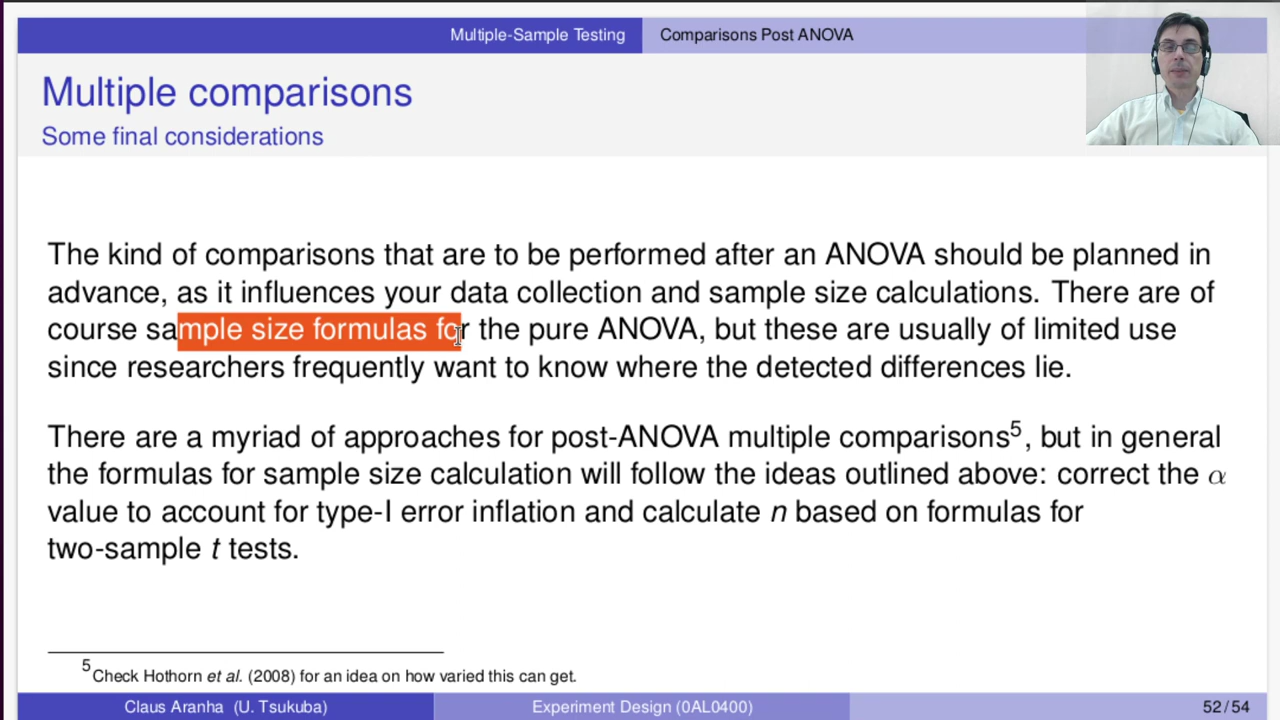 Multiple-Sample Testing Comparisons Post ANOVA
Multiple comparisons
Some final considerations
The kind of comparisons that are to be performed after an ANOVA should be planned in
advance, as it influences your data collection and sample size calculations. There are of
course sample size formulas for the pure ANOVA, but these are usually of limited use
since researchers frequently want to know where the detected differences lie.
There are a myriad of approaches for post-ANOVA multiple comparisons5, but in general
the formulas for sample size calculation will follow the ideas outlined above: correct the α
value to account for type-I error inflation and calculate n based on formulas for
two-sample t tests.
5Check Hothorn et al. (2008) for an idea on how varied this can get.
Claus Aranha (U. Tsukuba) Experiment Design (0AL0400) 52/54